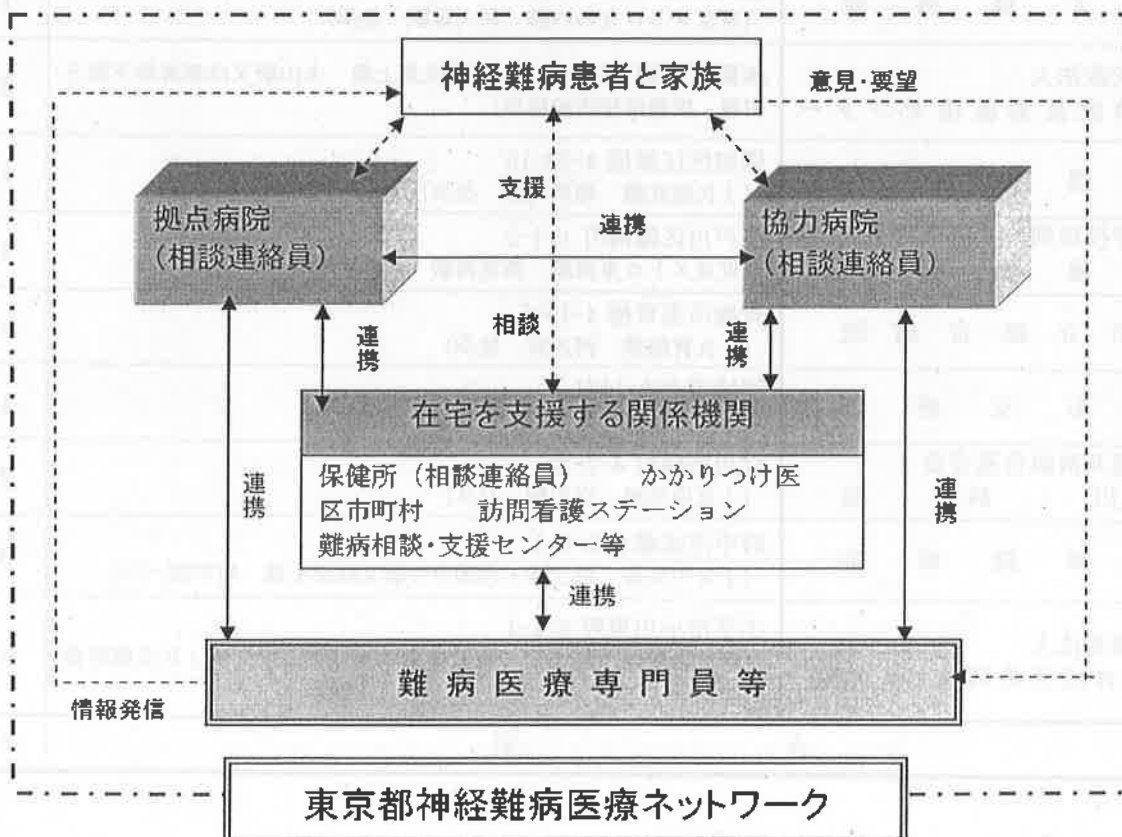 神経難病患者と家族
意見・要望
支援
拠点病院
(相談連絡員)
連携
協力病院
(相談連絡員)
相談
連携
連携
在宅を支援する関係機関
保健所(相談連絡員) かかりつけ医
区市町村 訪問看護ステーション
難病相談・支援センター等
連携
連携
連携
難病医療専門員等
情報発信
東京都神経難病医療ネットワーク